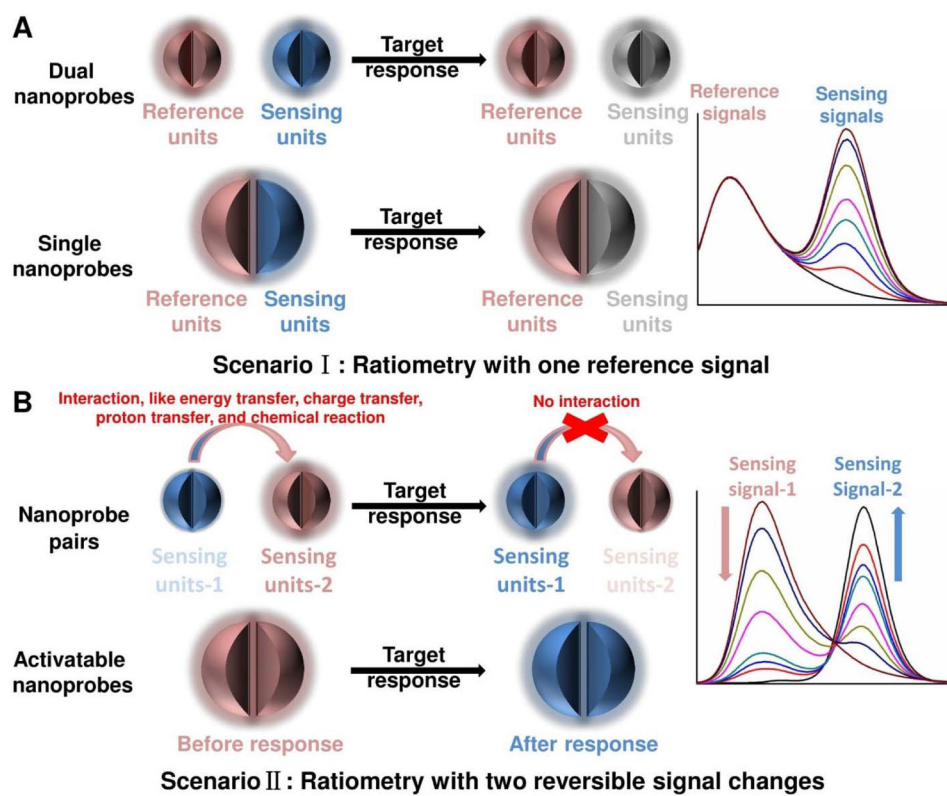 A
Dual
nanoprobes
Reference
units
Sensing
units
Target
response
Reference
units
Sensing
units
Single
nanoprobes
Reference
units
Sensing
units
Target
response
Reference
units
Sensing
units
Reference
signals
Sensing
signals
Scenario Ⅰ : Ratiometry with one reference signal
B
Interaction, like energy transfer, charge transfer,
proton transfer, and chemical reaction
No interaction
Nanoprobe
pairs
Sensing
units-1
Sensing
units-2
Target
response
Sensing
units-1
Sensing
units-2
Activatable
nanoprobes
Before response
Target
response
After response
Sensing
signal-1
Sensing
Signal-2
Scenario Ⅱ : Ratiometry with two reversible signal changes